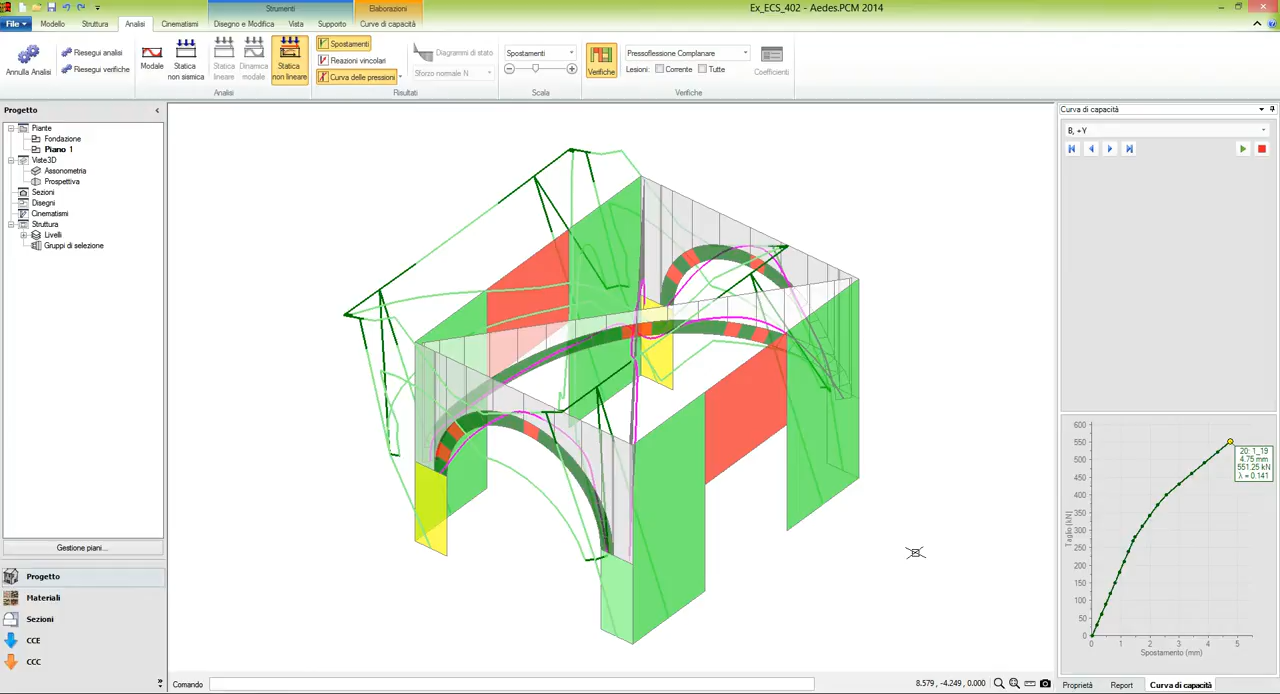 Strumenti
Elaborazioni
Ex_ECS_402 - Aedes.PCM 2014
File
Modello
Struttura
Analisi
Cinematismi
Disegno e Modifica
Vista
Supporto
Curva di capacità
Annulla Analisi
Riesegui analisi
Riesegui verifiche
Modale
Statica non sismica
Statica lineare
Dinamica modale
Statica non lineare
Analisi
Spostamenti
Reazioni vincolari
Curva delle pressioni
Diagrammi di stato
Sforzo normale N
Risultati
Spostamenti
Scala
Verifiche
Pressoflessione Complanare
Lesioni:
Corrente
Tutte
Coefficienti
Verifiche
Progetto
Piante
Fondazione
Piano 1
Viste3D
Assonometria
Prospettiva
Sezioni
Disegni
Cinematismi
Struttura
Livelli
Gruppi di selezione
Gestione piani...
Progetto
Materiali
Sezioni
CCE
CCC
Comando
8.579 , -4.249 , 0.000
Curva di capacità
B, +Y
600
550
500
450
400
350
300
250
200
150
100
50
0
Taglio (kN)
20: 1_19
4.75 mm
551.25 kN
λ = 0.141
0 1 2 3 4 5
Spostamento (mm)
Proprietà
Report
Curva di capacità